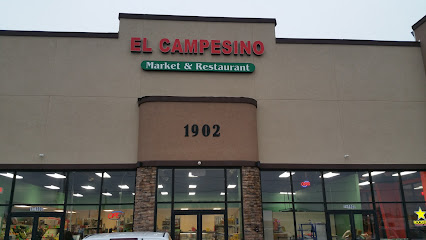 EL CAMPESINO
Market & Restaurant
1902